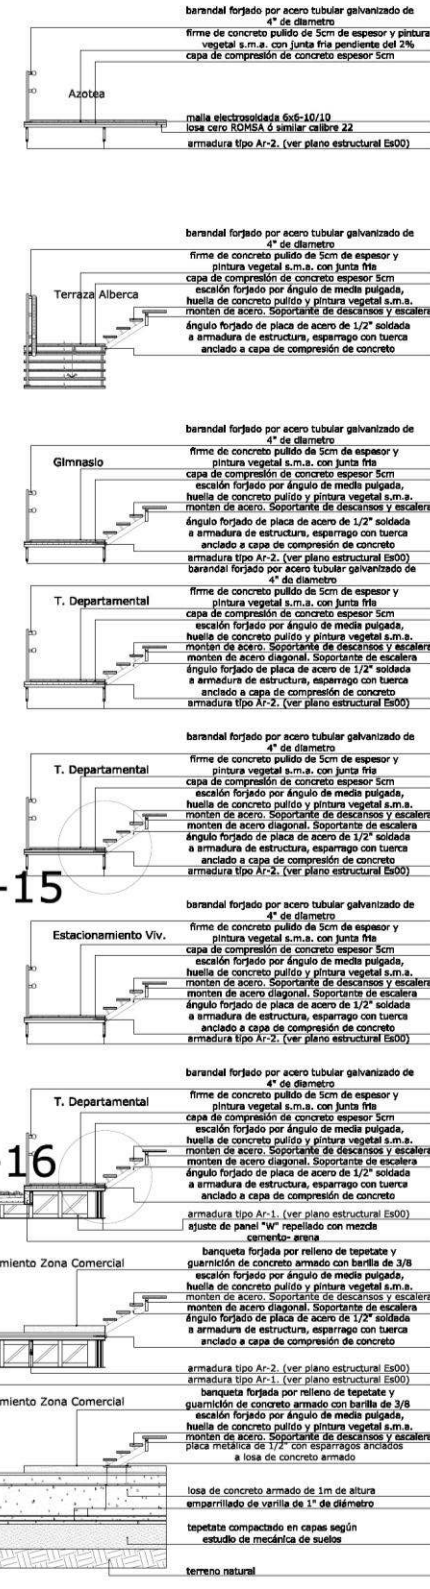 barandal forjado por acero tubular galvanizado de
4" de diametro
firme de concreto pulido de 5cm de espesor y pintura
vegetal s.m.a. con junta fria pendiente del 2%
capa de compresión de concreto espesor 5cm
Azotea
malla electrosoldada 6x6-10/10
losa cero ROMSA ó similar calibre 22
armadura tipo Ar-2. (ver plano estructural Es00)
barandal forjado por acero tubular galvanizado de
4" de diametro
firme de concreto pulido de 5cm de espesor y
pintura vegetal s.m.a. con junta fria
capa de compresión de concreto espesor 5cm
Terraza Alberca
escalón forjado por ángulo de media pulgada,
huella de concreto pulido y pintura vegetal s.m.a.
monten de acero. Soportante de descansos y escalera
ángulo forjado de placa de acero de 1/2" soldada
a armadura de estructura, esparrago con tuerca
anclado a capa de compresión de concreto
barandal forjado por acero tubular galvanizado de
4" de diametro
firme de concreto pulido de 5cm de espesor y
pintura vegetal s.m.a. con junta fria
Gimnasio
capa de compresión de concreto espesor 5cm
escalón forjado por ángulo de media pulgada,
huella de concreto pulido y pintura vegetal s.m.a.
monten de acero. Soportante de descansos y escalera
ángulo forjado de placa de acero de 1/2" soldada
a armadura de estructura, esparrago con tuerca
anclado a capa de compresión de concreto
armadura tipo Ar-2. (ver plano estructural Es00)
barandal forjado por acero tubular galvanizado de
4" de diametro
firme de concreto pulido de 5cm de espesor y
pintura vegetal s.m.a. con junta fria
T. Departamental
capa de compresión de concreto espesor 5cm
escalón forjado por ángulo de media pulgada,
huella de concreto pulido y pintura vegetal s.m.a.
monten de acero. Soportante de descansos y escalera
monten de acero diagonal. Soportante de escalera
ángulo forjado de placa de acero de 1/2" soldada
a armadura de estructura, esparrago con tuerca
anclado a capa de compresión de concreto
armadura tipo Ar-2. (ver plano estructural Es00)
barandal forjado por acero tubular galvanizado de
4" de diametro
firme de concreto pulido de 5cm de espesor y
pintura vegetal s.m.a. con junta fria
T. Departamental
capa de compresión de concreto espesor 5cm
escalón forjado por ángulo de media pulgada,
huella de concreto pulido y pintura vegetal s.m.a.
monten de acero. Soportante de descansos y escalera
monten de acero diagonal. Soportante de escalera
ángulo forjado de placa de acero de 1/2" soldada
a armadura de estructura, esparrago con tuerca
anclado a capa de compresión de concreto
armadura tipo Ar-2. (ver plano estructural Es00)
-15
barandal forjado por acero tubular galvanizado de
4" de diametro
firme de concreto pulido de 5cm de espesor y
pintura vegetal s.m.a. con junta fria
Estacionamiento Viv.
capa de compresión de concreto espesor 5cm
escalón forjado por ángulo de media pulgada,
huella de concreto pulido y pintura vegetal s.m.a.
monten de acero. Soportante de descansos y escalera
monten de acero diagonal. Soportante de escalera
ángulo forjado de placa de acero de 1/2" soldada
a armadura de estructura, esparrago con tuerca
anclado a capa de compresión de concreto
armadura tipo Ar-2. (ver plano estructural Es00)
barandal forjado por acero tubular galvanizado de
4" de diametro
firme de concreto pulido de 5cm de espesor y
pintura vegetal s.m.a. con junta fria
T. Departamental
capa de compresión de concreto espesor 5cm
escalón forjado por ángulo de media pulgada,
huella de concreto pulido y pintura vegetal s.m.a.
monten de acero. Soportante de descansos y escalera
monten de acero diagonal. Soportante de escalera
-16
ángulo forjado de placa de acero de 1/2" soldada
a armadura de estructura, esparrago con tuerca
anclado a capa de compresión de concreto
armadura tipo Ar-1. (ver plano estructural Es00)
ajuste de panel "W" repellado con mezcla
cemento- arena
banqueta forjada por relleno de tepetate y
guarnición de concreto armado con barilla de 3/8
miento Zona Comercial
escalón forjado por ángulo de media pulgada,
huella de concreto pulido y pintura vegetal s.m.a.
monten de acero. Soportante de descansos y escalera
monten de acero diagonal. Soportante de escalera
ángulo forjado de placa de acero de 1/2" soldada
a armadura de estructura, esparrago con tuerca
anclado a capa de compresión de concreto
armadura tipo Ar-2. (ver plano estructural Es00)
armadura tipo Ar-1. (ver plano estructural Es00)
banqueta forjada por relleno de tepetate y
guarnición de concreto armado con barilla de 3/8
miento Zona Comercial
escalón forjado por ángulo de media pulgada,
huella de concreto pulido y pintura vegetal s.m.a.
monten de acero. Soportante de descansos y escalera
placa metálica de 1/2" con esparragos anclados
a losa de concreto armado
losa de concreto armado de 1m de altura
emparrillado de varilla de 1" de diámetro
tepetate compactado en capas según
estudio de mecánica de suelos
terreno natural